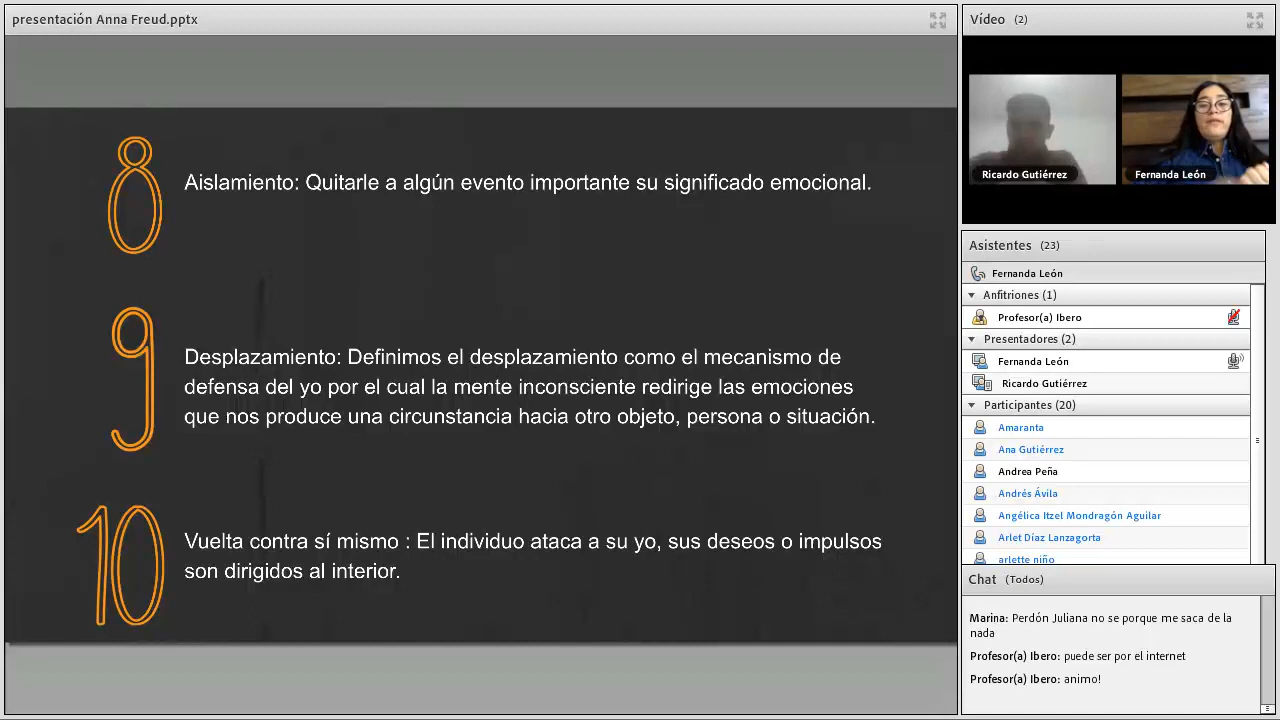 presentación Anna Freud.pptx
8
Aislamiento: Quitarle a algún evento importante su significado emocional.
9
Desplazamiento: Definimos el desplazamiento como el mecanismo de
defensa del yo por el cual la mente inconsciente redirige las emociones
que nos produce una circunstancia hacia otro objeto, persona o situación.
10
Vuelta contra sí mismo : El individuo ataca a su yo, sus deseos o impulsos
son dirigidos al interior.
Vídeo (2)
Ricardo Gutiérrez
Fernanda León
Asistentes (23)
Fernanda León
Anfitriones (1)
Profesor(a) Ibero
Presentadores (2)
Fernanda León
Ricardo Gutiérrez
Participantes (20)
Amaranta
Ana Gutiérrez
Andrea Peña
Andrés Ávila
Angélica Itzel Mondragón Aguilar
Arlet Díaz Lanzagorta
arlette niño
Chat (Todos)
Marina: Perdón Juliana no se porque me saca de la
nada
Profesor(a) Ibero: puede ser por el internet
Profesor(a) Ibero: animo!